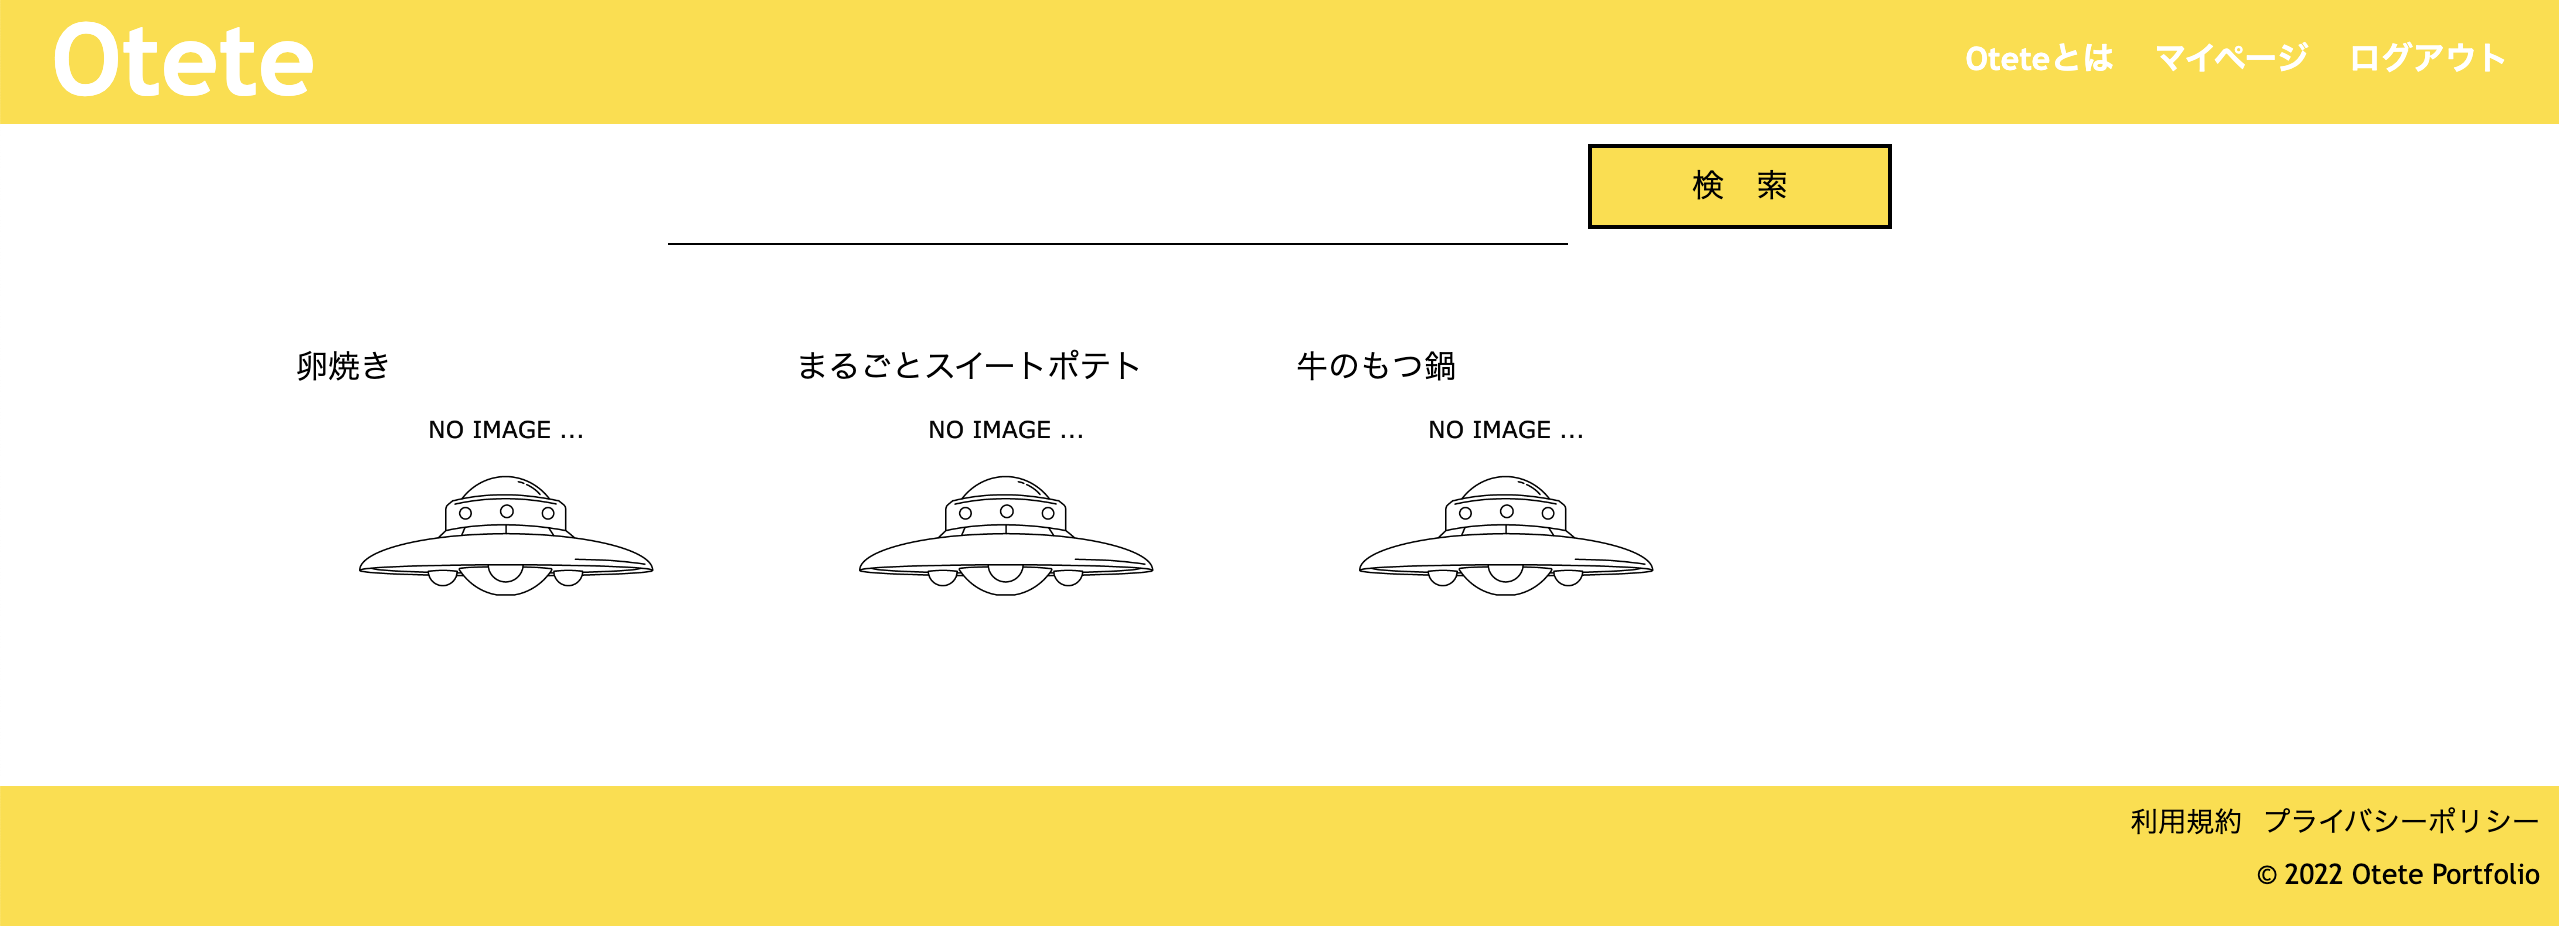 Otete
Oteteとは マイページ ログアウト
検　索
卵焼き
まるごとスイートポテト
牛のもつ鍋
NO IMAGE ...
NO IMAGE ...
NO IMAGE ...
利用規約 プライバシーポリシー
© 2022 Otete Portfolio